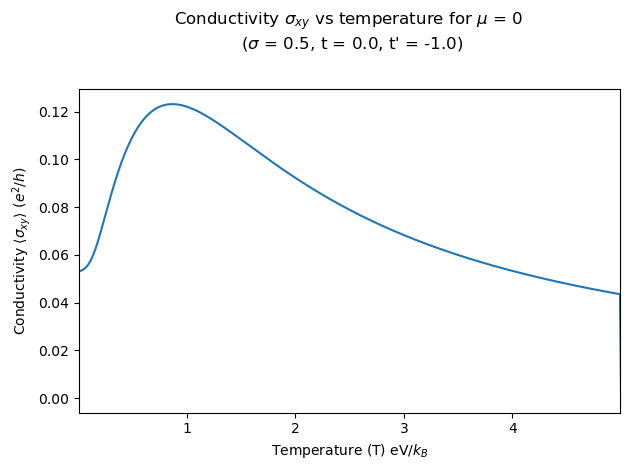 Conductivity σxy vs temperature for μ = 0
(σ = 0.5, t = 0.0, t' = -1.0)
Conductivity ⟨σxy⟩ (e²/h)
0.12
0.10
0.08
0.06
0.04
0.02
0.00
1 2 3 4
Temperature (T) eV/kB